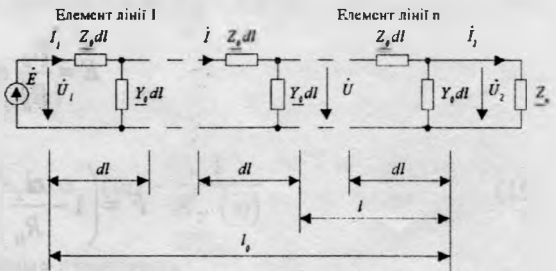 Елемент лінії 1 Елемент лінії n
İ₁ Z₀dl İ Z₀dl Z₀dl İ₂
Ė U̇₁ Y₀dl Y₀dl U̇ Y₀dl U̇₂ Zₙ
dl dl dl
l
l₀